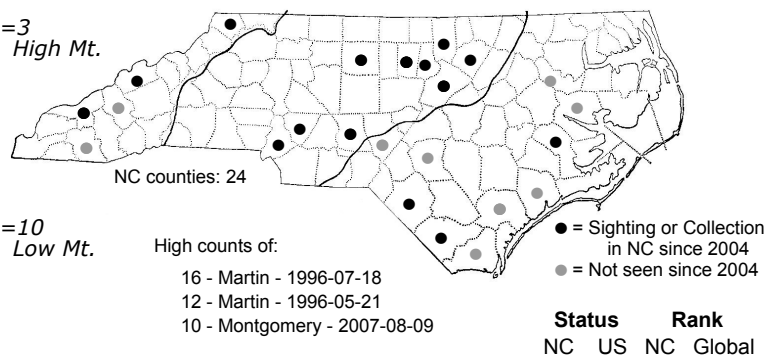 =3
High Mt.
NC counties: 24
=10
Low Mt.
High counts of:
16 - Martin - 1996-07-18
12 - Martin - 1996-05-21
10 - Montgomery - 2007-08-09
● = Sighting or Collection
in NC since 2004
● = Not seen since 2004
Status Rank
NC US NC Global